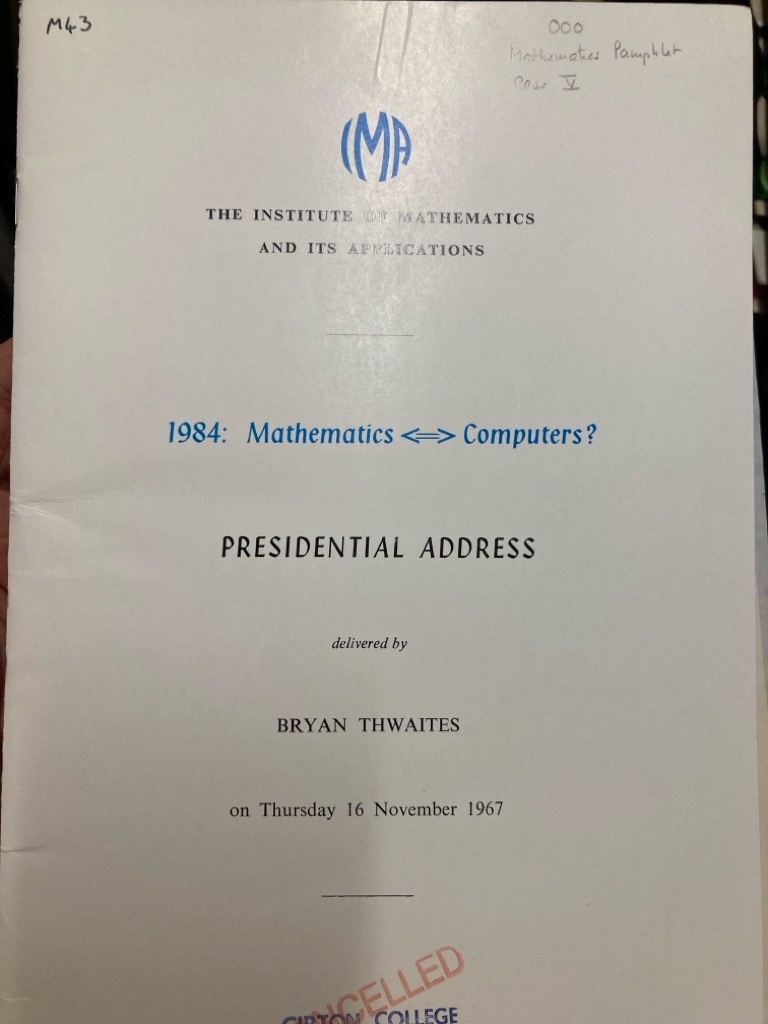 M43
000
Mathematics Pamphlet
Case V
IMA
THE INSTITUTE OF MATHEMATICS
AND ITS APPLICATIONS
1984: Mathematics <=> Computers?
PRESIDENTIAL ADDRESS
delivered by
BRYAN THWAITES
on Thursday 16 November 1967
CANCELLED
GIRTON COLLEGE